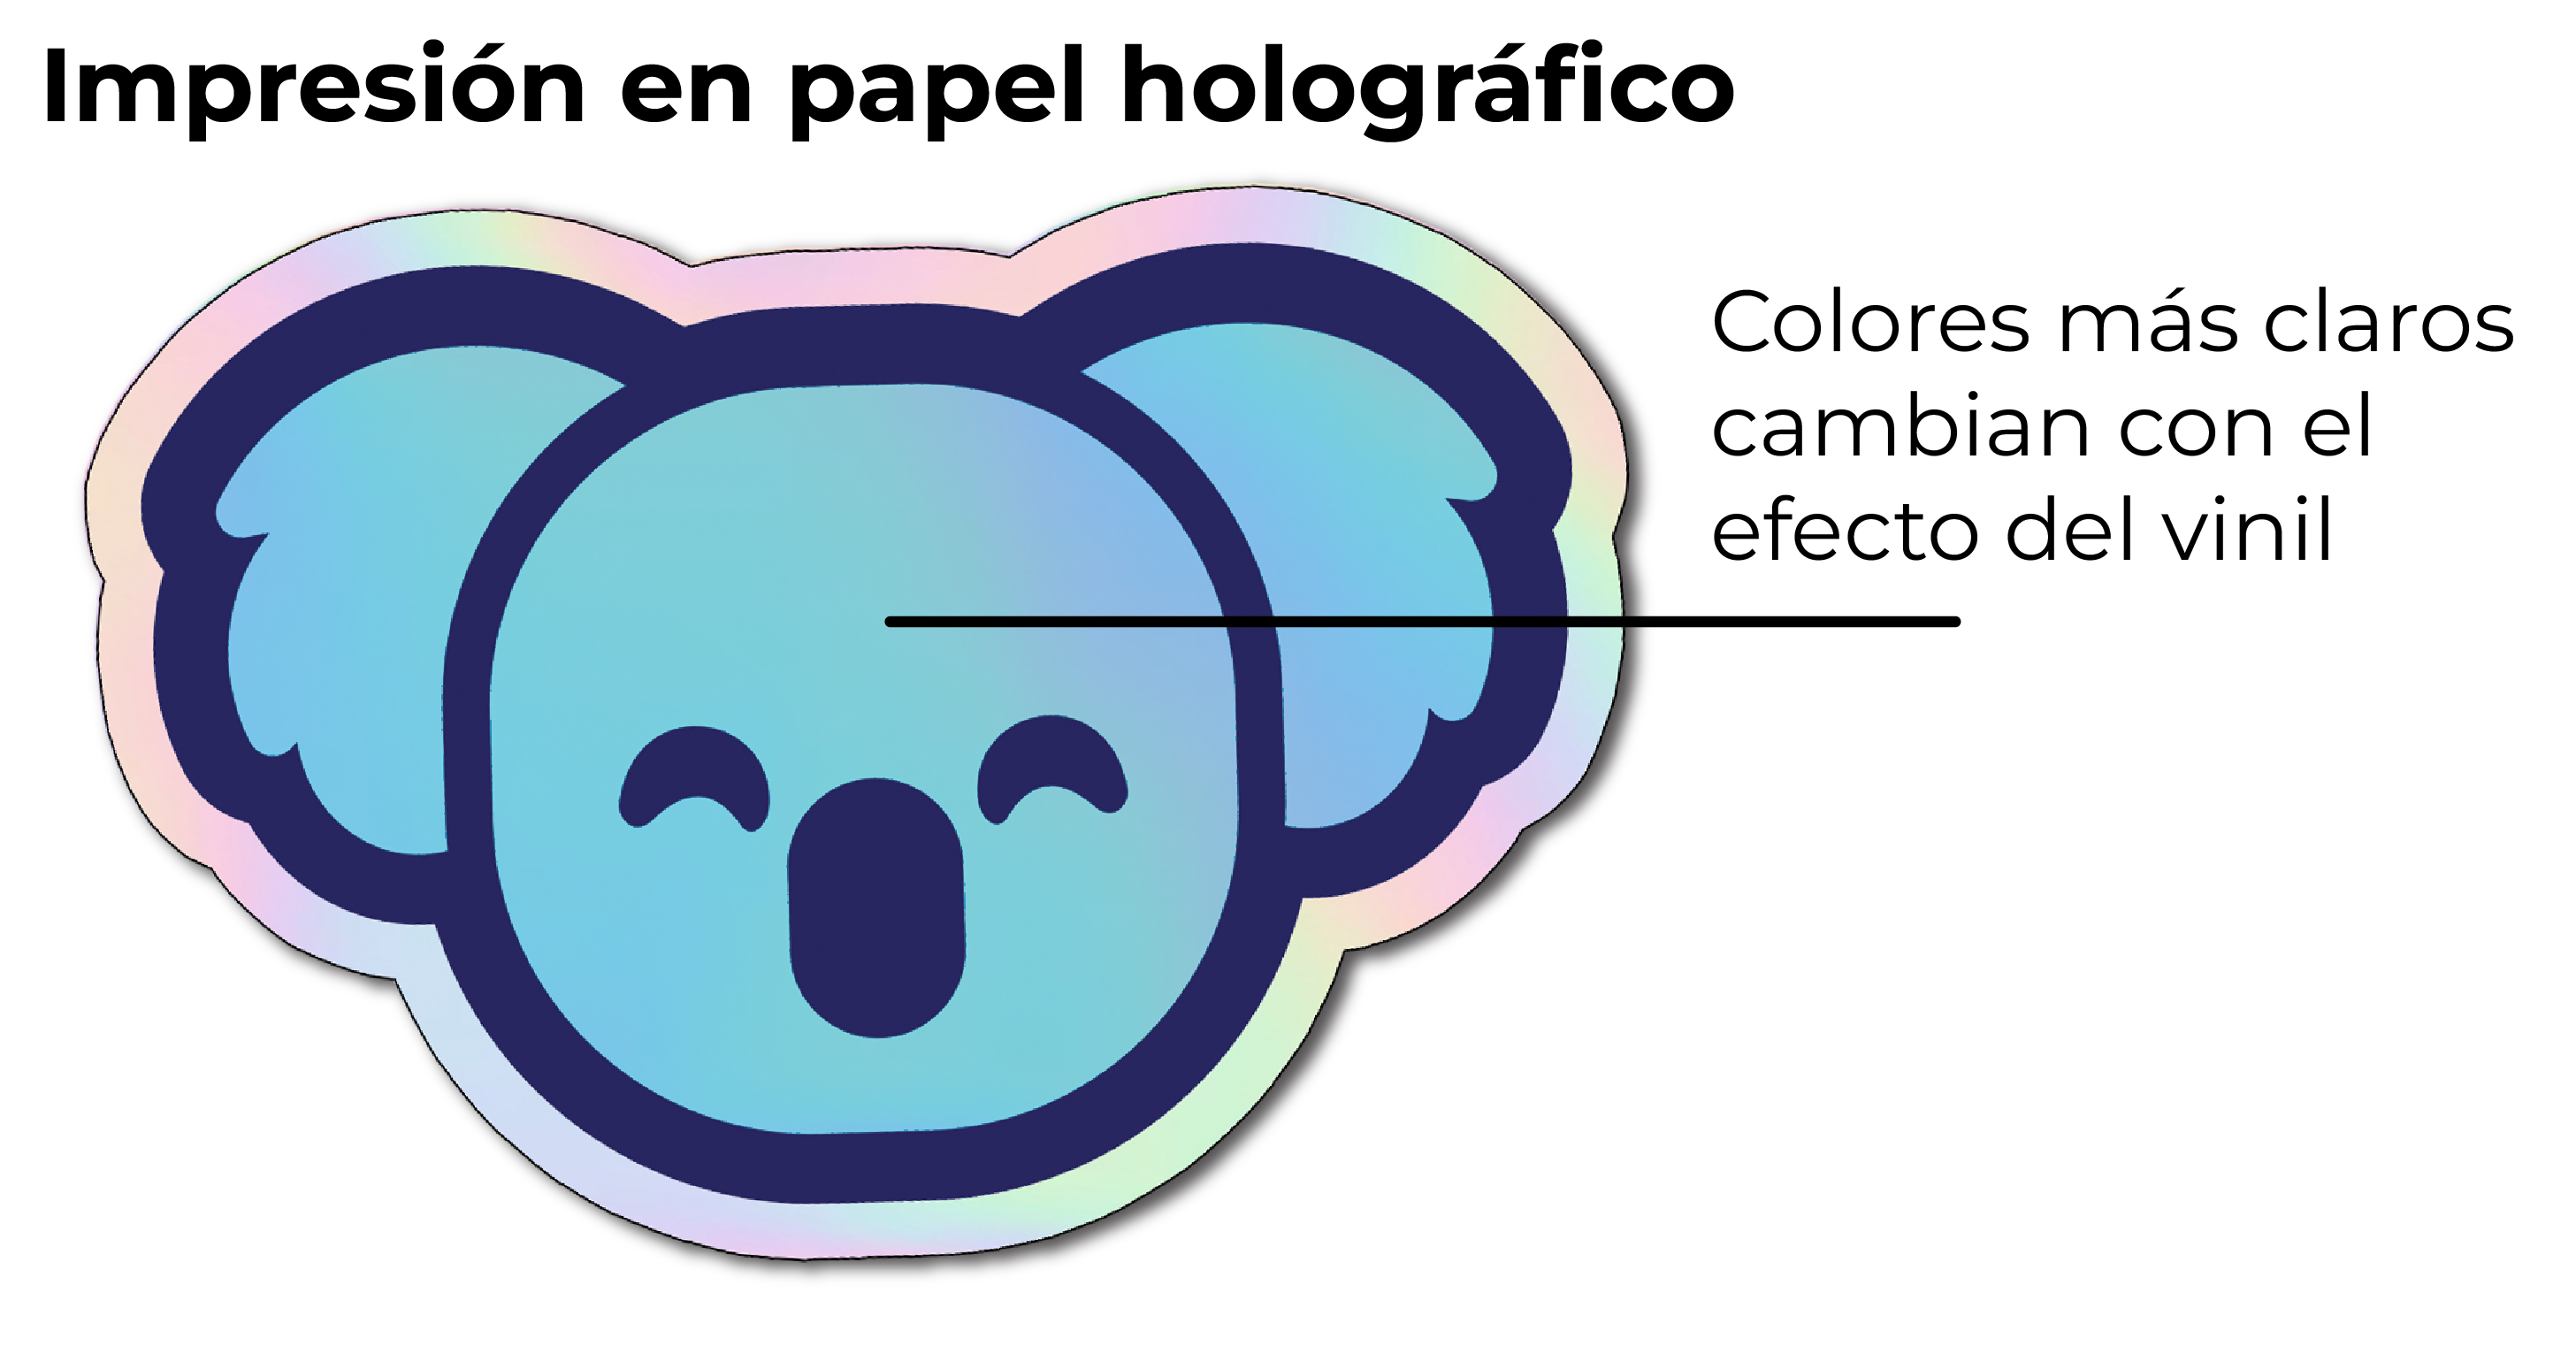 Impresión en papel holográfico
Colores más claros
cambian con el
efecto del vinil